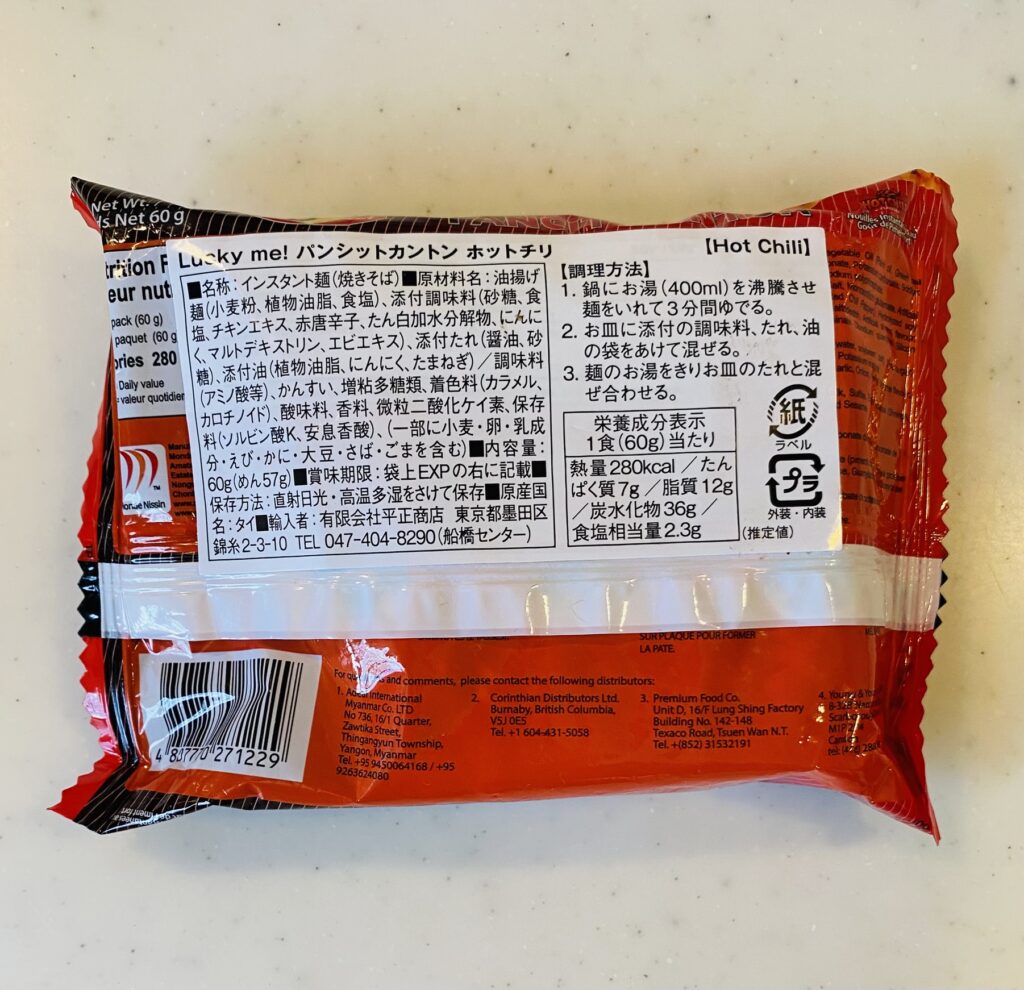 Net Wt.
ds Net 60 g
Nouilles Instant
trition F
eur nut
pack (60 g)
paquet (60 g
ories 280
Daily value
valeur quotidien
Lucky me! パンシットカントン ホットチリ
【Hot Chili】
■名称：インスタント麺（焼きそば）■原材料名：油揚げ
麺（小麦粉、植物油脂、食塩）、添付調味料（砂糖、食
塩、チキンエキス、赤唐辛子、たん白加水分解物、にんに
く、マルトデキストリン、エビエキス）、添付たれ（醤油、砂
糖）、添付油（植物油脂、にんにく、たまねぎ）／調味料
（アミノ酸等）、かんすい、増粘多糖類、着色料（カラメル、
カロチノイド）、酸味料、香料、微粒二酸化ケイ素、保存
料（ソルビン酸K、安息香酸）、（一部に小麦・卵・乳成
分・えび・かに・大豆・さば・ごまを含む）■内容量：
60g（めん57g）■賞味期限：袋上EXPの右に記載■
保存方法：直射日光・高温多湿をさけて保存■原産国
名：タイ■輸入者：有限会社平正商店 東京都墨田区
錦糸2-3-10 TEL 047-404-8290（船橋センター）
【調理方法】
1. 鍋にお湯（400ml）を沸騰させ
麺をいれて３分間ゆでる。
2. お皿に添付の調味料、たれ、油
の袋をあけて混ぜる。
3. 麺のお湯をきりお皿のたれと混
ぜ合わせる。
栄養成分表示
1食（60g）当たり
熱量280kcal ／たん
ぱく質7g ／脂質12g
／炭水化物36g ／
食塩相当量2.3g
（推定値）
紙
ラベル
プラ
外装・内装
SUR PLAQUE POUR FORMER
LA PATE.
and comments, please contact the following distributors:
1. International
Myanmar Co. LTD
No 736, 16/1 Quarter,
Zawtika Street,
Thingangyun Township,
Yangon, Myanmar
Tel. +95 9450064168 / +95
9263624080
2. Corinthian Distributors Ltd.
Burnaby, British Columbia,
V5J 0E5
Tel. +1 604-431-5058
3. Premium Food Co.
Unit D, 16/F Lung Shing Factory
Building No. 142-148
Texaco Road, Tsuen Wan N.T.
Tel. +(852) 31532191
4. Young & You
4 807770 271229